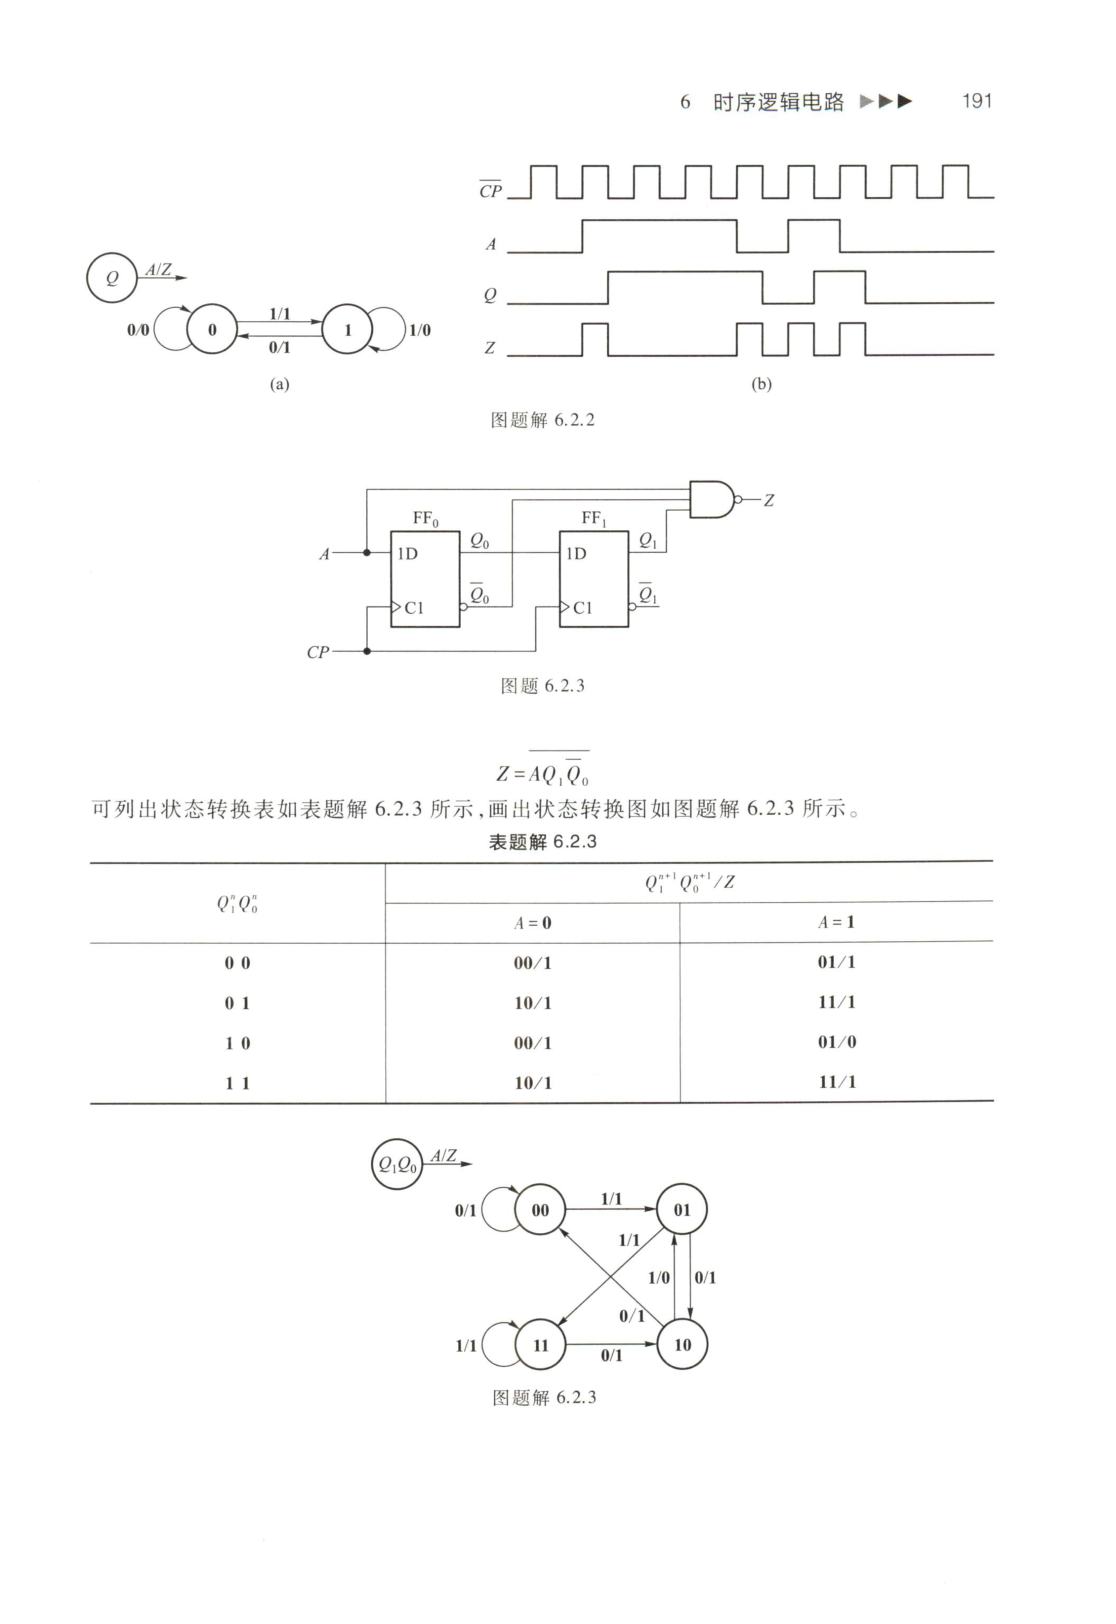 6 时序逻辑电路 ▶▶▶ 191
Q A/Z
0/0 0 1/1 0/1 1 1/0
(a)
\overline{CP}
A
Q
Z
(b)
图题解 6.2.2
FF₀ FF₁ Z
A 1D Q₀ 1D Q₁
C1 \overline{Q}₀ C1 \overline{Q}₁
CP
图题 6.2.3
Z=\overline{AQ₁\overline{Q}₀}
可列出状态转换表如表题解 6.2.3 所示,画出状态转换图如图题解 6.2.3 所示。
表题解 6.2.3
Q₁ⁿQ₀ⁿ Q₁ⁿ⁺¹Q₀ⁿ⁺¹/Z
A=0 A=1
0 0 00/1 01/1
0 1 10/1 11/1
1 0 00/1 01/0
1 1 10/1 11/1
Q₁Q₀ A/Z
0/1 00 1/1 01
1/1
1/0 0/1
0/1
1/1 11 0/1 10
图题解 6.2.3